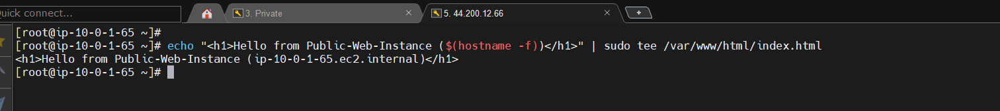 Quick connect...
3. Private
5. 44.200.12.66
[root@ip-10-0-1-65 ~]#
[root@ip-10-0-1-65 ~]# echo "<h1>Hello from Public-Web-Instance ($(hostname -f))</h1>" | sudo tee /var/www/html/index.html
<h1>Hello from Public-Web-Instance (ip-10-0-1-65.ec2.internal)</h1>
[root@ip-10-0-1-65 ~]#